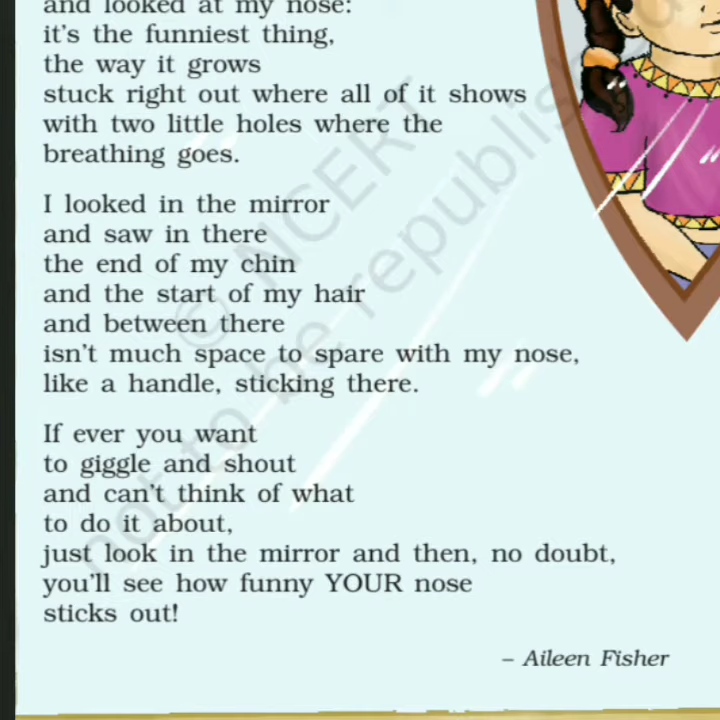 and looked at my nose:
it's the funniest thing,
the way it grows
stuck right out where all of it shows
with two little holes where the
breathing goes.
I looked in the mirror
and saw in there
the end of my chin
and the start of my hair
and between there
isn't much space to spare with my nose,
like a handle, sticking there.
If ever you want
to giggle and shout
and can't think of what
to do it about,
just look in the mirror and then, no doubt,
you'll see how funny YOUR nose
sticks out!
– Aileen Fisher
© NCERT
not to be republished